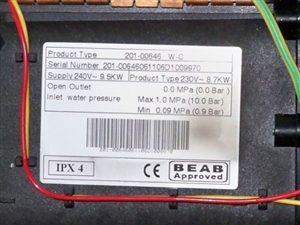 Product Type 201-00646 W-C
Serial Number 201-00646061106D100997C
Supply 240V~ 9.5KW Product Type 230V~ 8.7KW
Open Outlet 0.0 MPa (0.0 Bar)
Inlet water pressure Max 1.0 MPa (10.0 Bar)
Min 0.09 MPa (0.9 Bar)
IPX 4
CE
BEAB
Approved